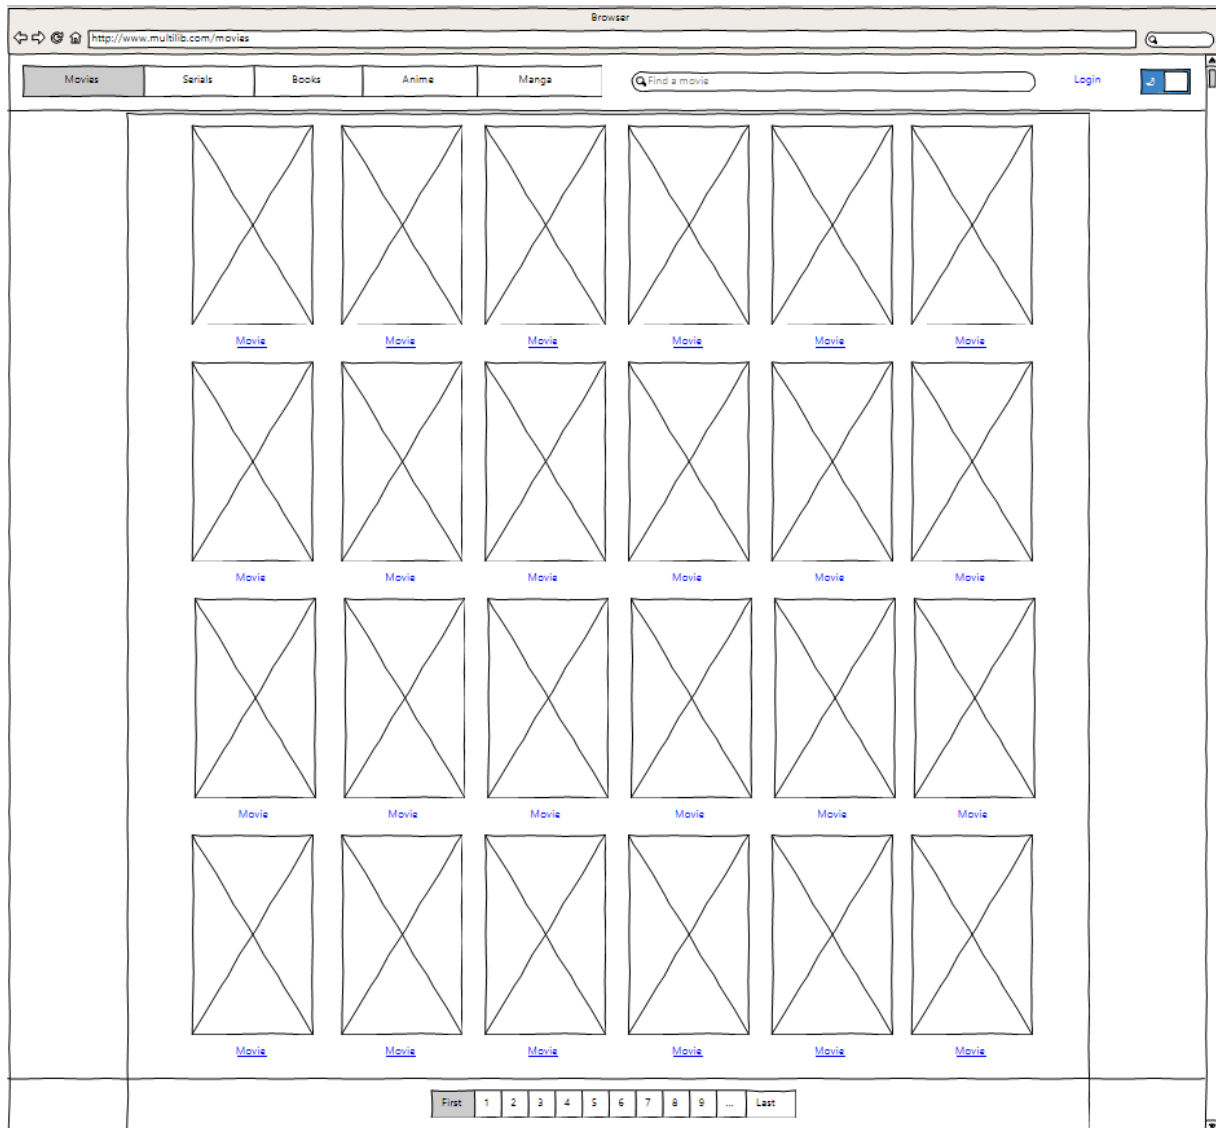 Browser
http://www.multilib.com/movies
Movies Serials Books Anime Manga Find a movie Login
Movie Movie Movie Movie Movie Movie
Movie Movie Movie Movie Movie Movie
Movie Movie Movie Movie Movie Movie
Movie Movie Movie Movie Movie Movie
First 1 2 3 4 5 6 7 8 9 ... Last